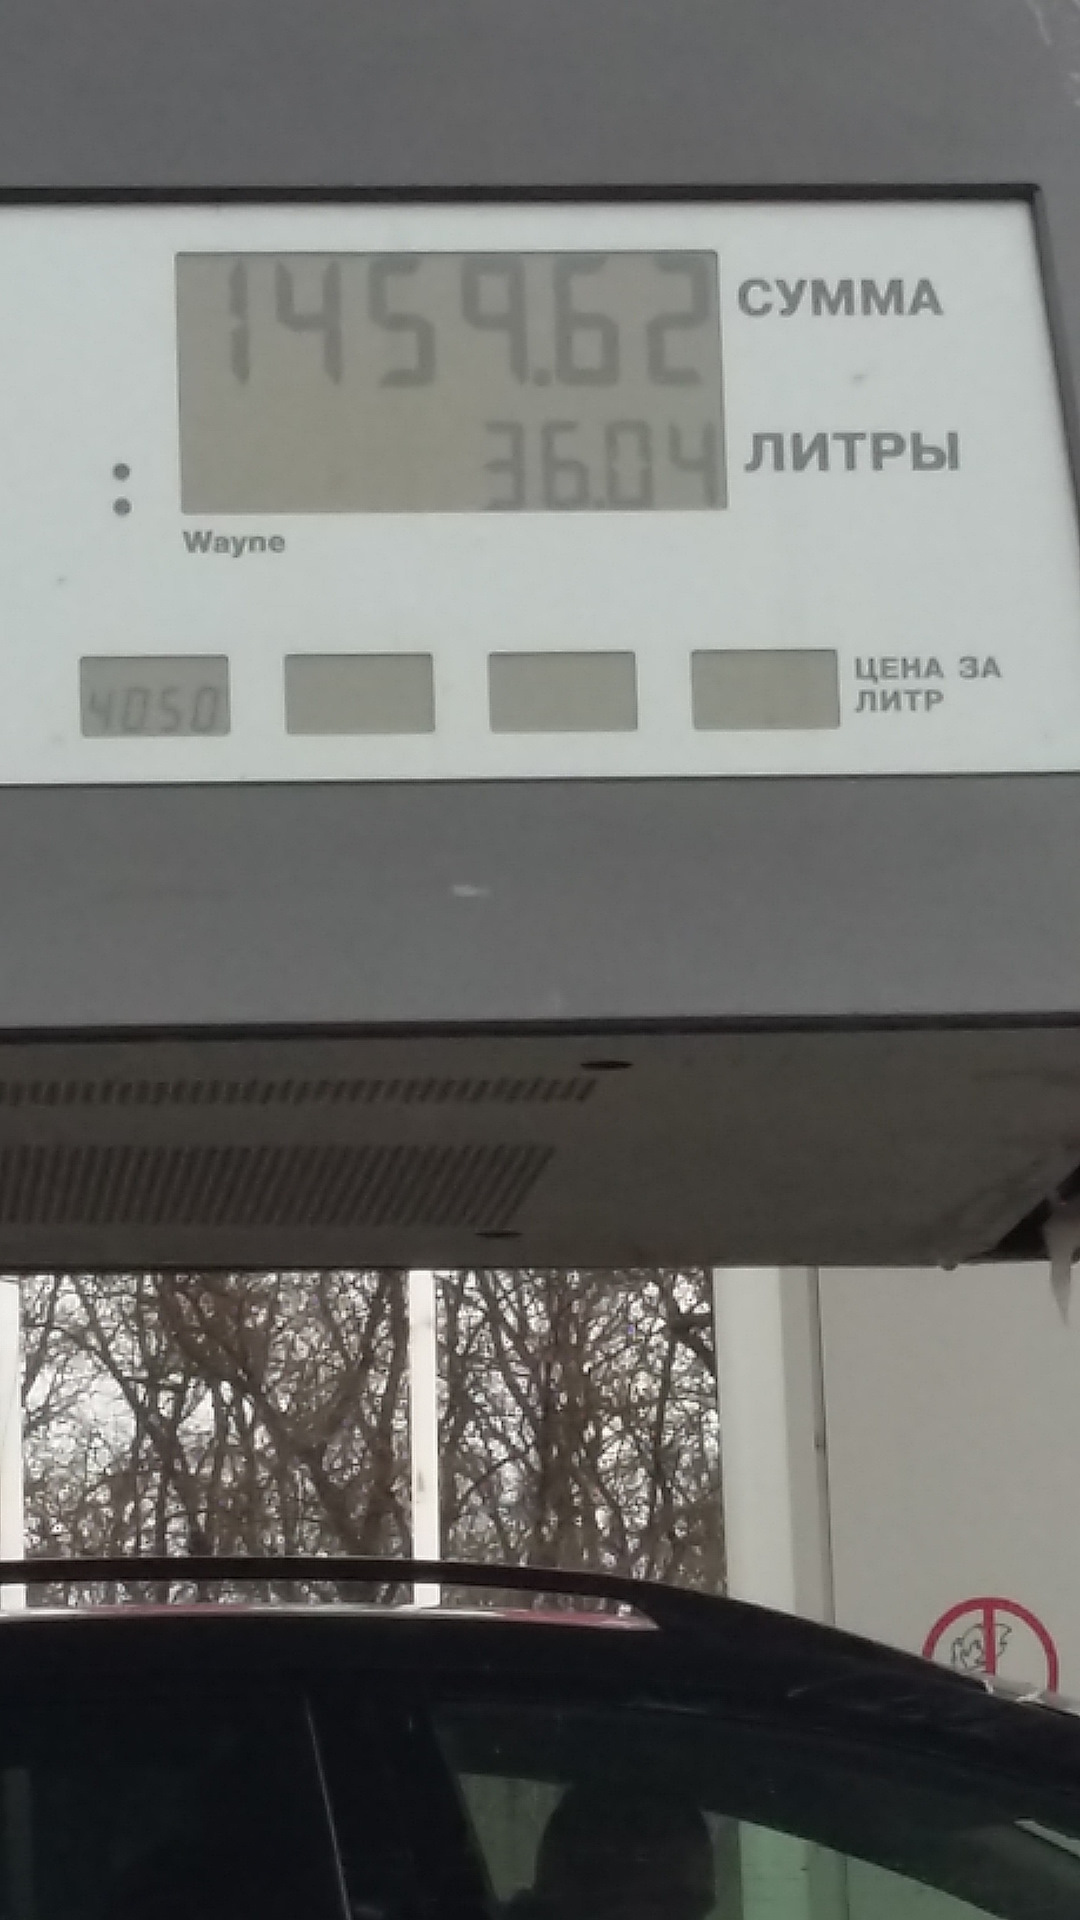 1459.62 СУММА
36.04 ЛИТРЫ
Wayne
40.50
ЦЕНА ЗА
ЛИТР